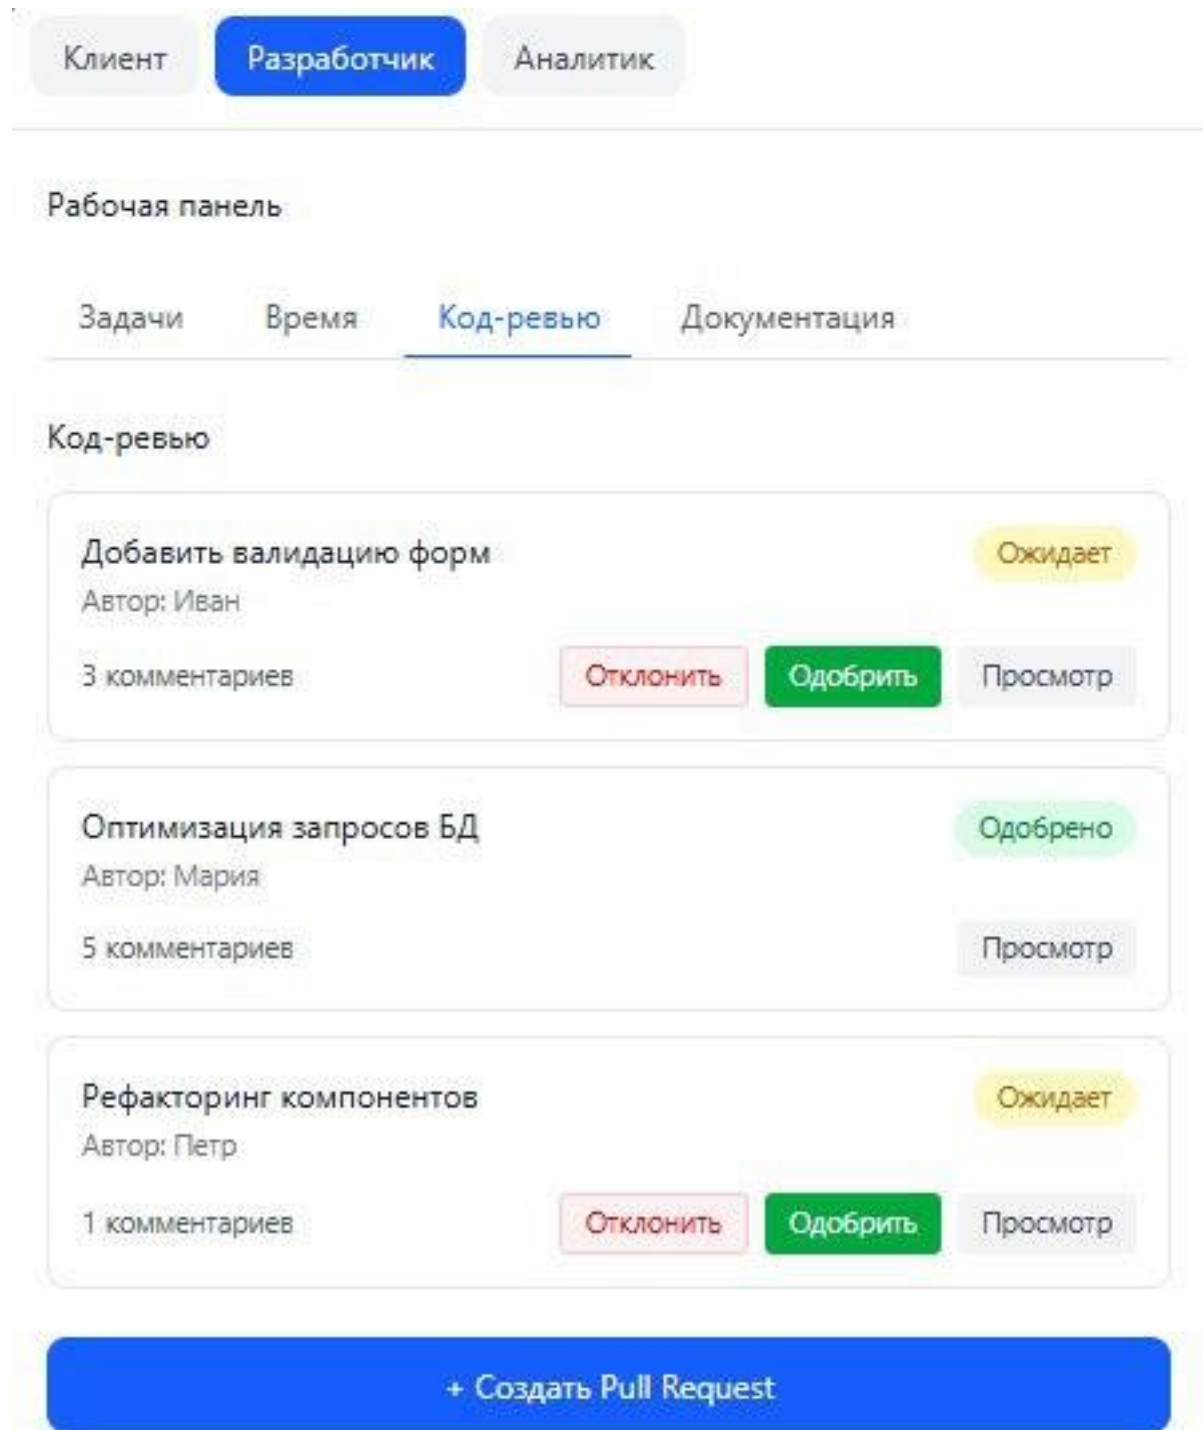 Клиент Разработчик Аналитик
Рабочая панель
Задачи Время Код-ревью Документация
Код-ревью
Добавить валидацию форм Ожидает
Автор: Иван
3 комментариев Отклонить Одобрить Просмотр
Оптимизация запросов БД Одобрено
Автор: Мария
5 комментариев Просмотр
Рефакторинг компонентов Ожидает
Автор: Петр
1 комментариев Отклонить Одобрить Просмотр
+ Создать Pull Request